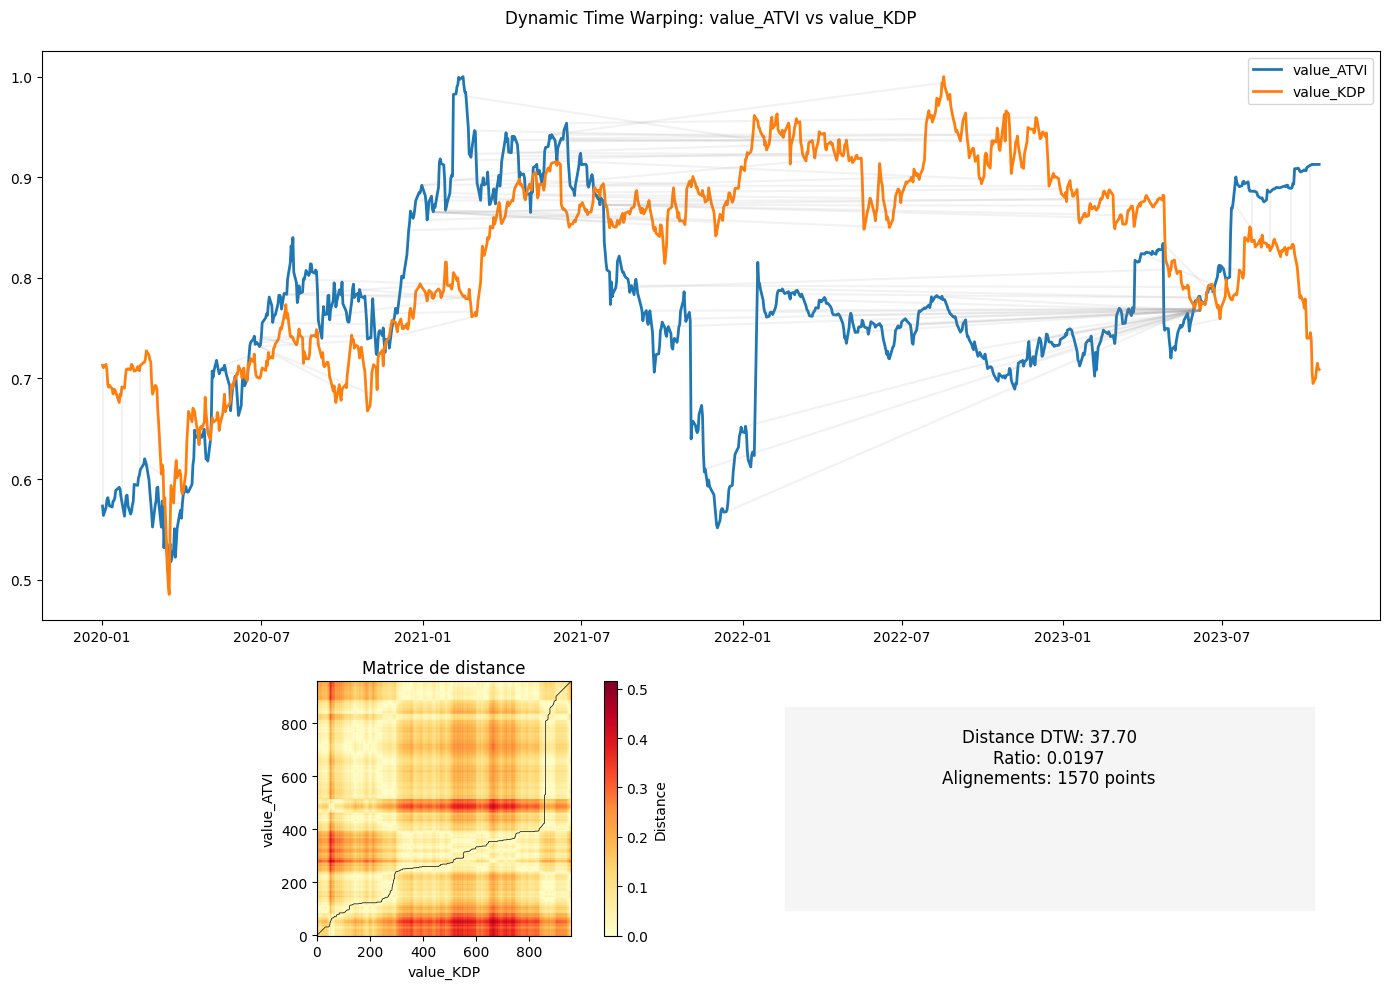 Dynamic Time Warping: value_ATVI vs value_KDP
value_ATVI
value_KDP
1.0
0.9
0.8
0.7
0.6
0.5
2020-01 2020-07 2021-01 2021-07 2022-01 2022-07 2023-01 2023-07
Matrice de distance
value_ATVI
800
600
400
200
0
0 200 400 600 800
value_KDP
0.5
0.4
0.3
0.2
0.1
0.0
Distance
Distance DTW: 37.70
Ratio: 0.0197
Alignements: 1570 points